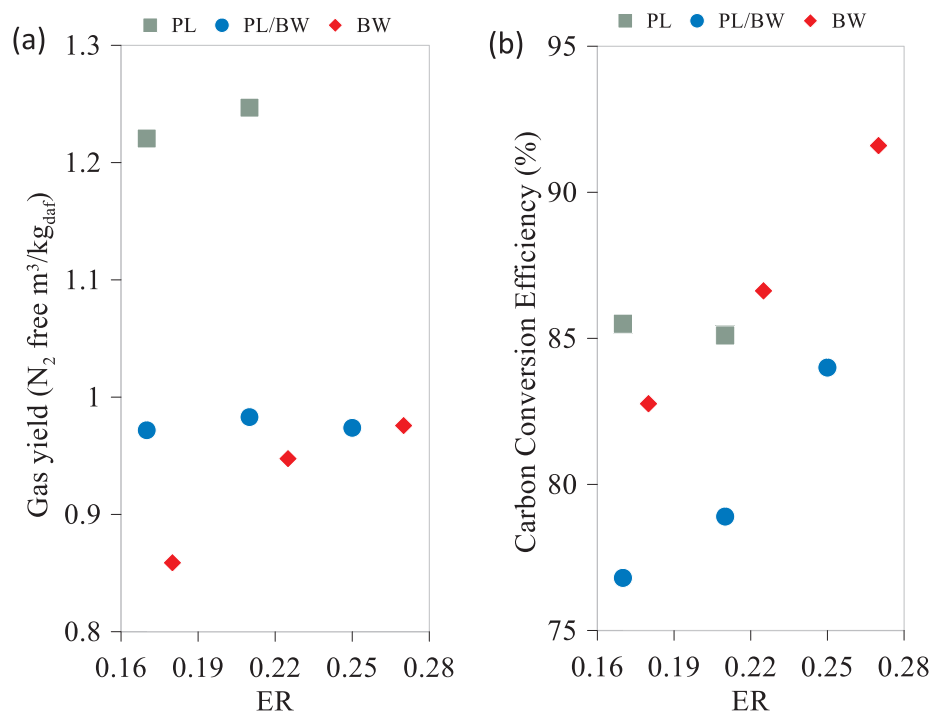 (a)
PL PL/BW BW
Gas yield (N₂ free m³/kg_daf)
1.3
1.2
1.1
1
0.9
0.8
0.16 0.19 0.22 0.25 0.28
ER
(b)
PL PL/BW BW
Carbon Conversion Efficiency (%)
95
90
85
80
75
0.16 0.19 0.22 0.25 0.28
ER